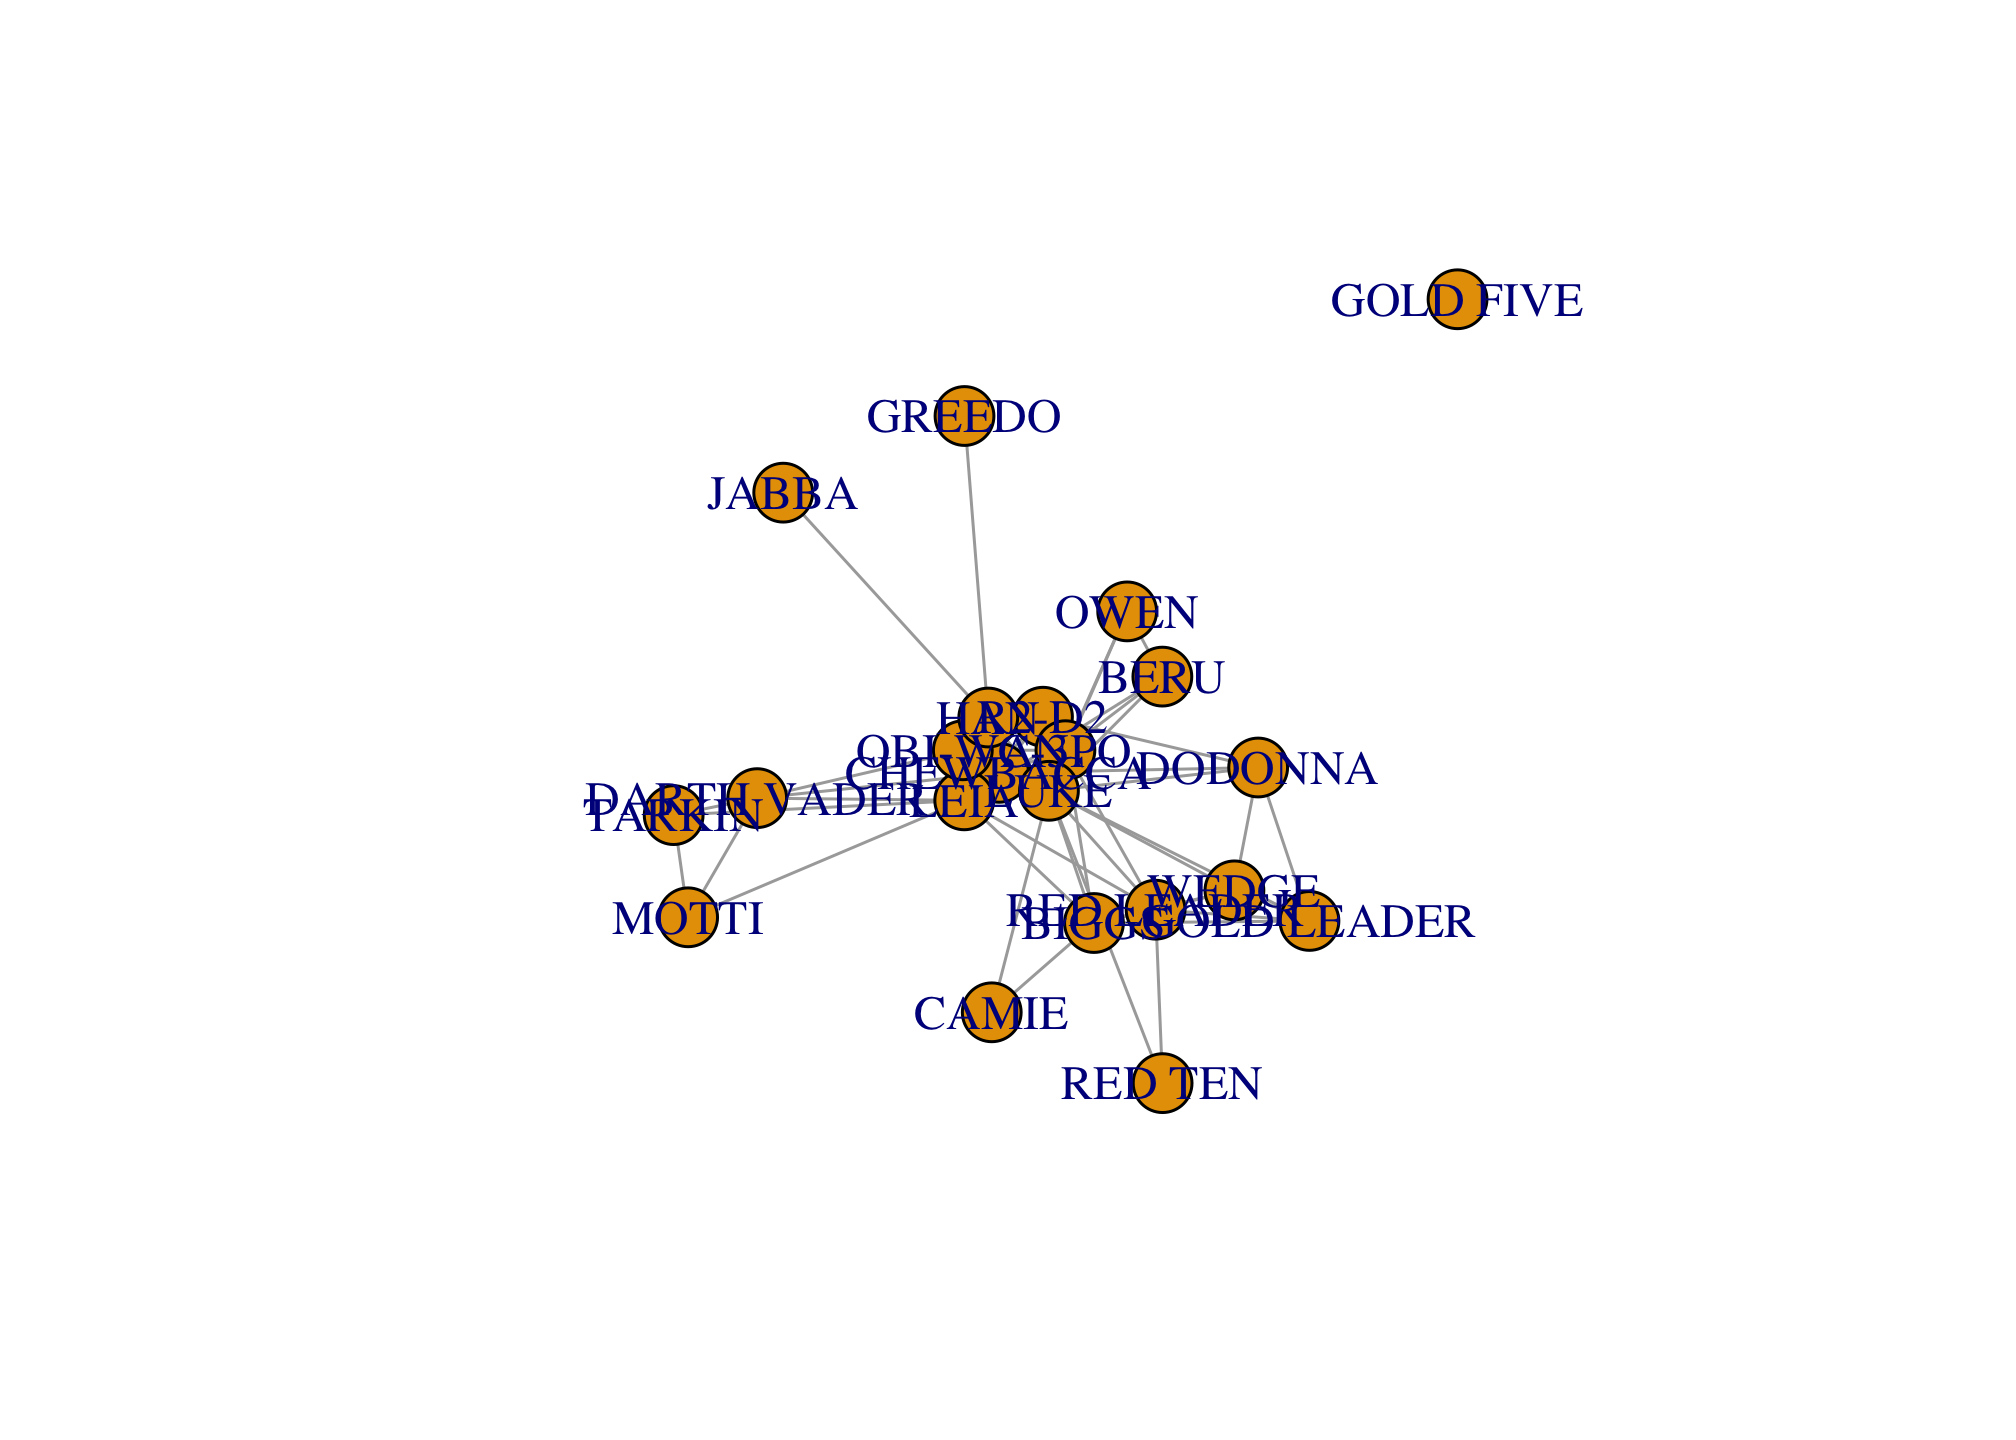 GOLD FIVE
GREEDO
JABBA
OWEN
BERU
HAN
R2-D2
OBI-WAN
C-3PO
CHEWBACCA
DODONNA
DARTH VADER
LEIA
LUKE
TARKIN
WEDGE
RED LEADER
BIGGS
GOLD LEADER
MOTTI
CAMIE
RED TEN